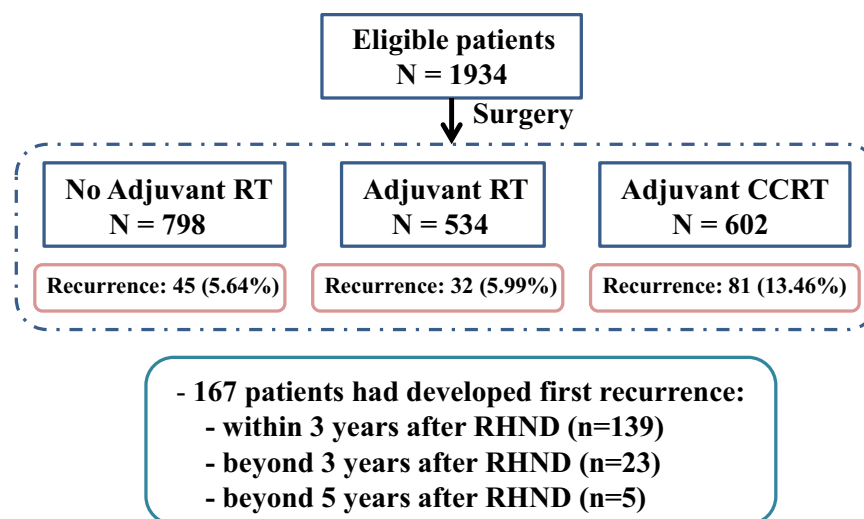 Eligible patients
N = 1934
Surgery
No Adjuvant RT
N = 798
Adjuvant RT
N = 534
Adjuvant CCRT
N = 602
Recurrence: 45 (5.64%)
Recurrence: 32 (5.99%)
Recurrence: 81 (13.46%)
- 167 patients had developed first recurrence:
- within 3 years after RHND (n=139)
- beyond 3 years after RHND (n=23)
- beyond 5 years after RHND (n=5)